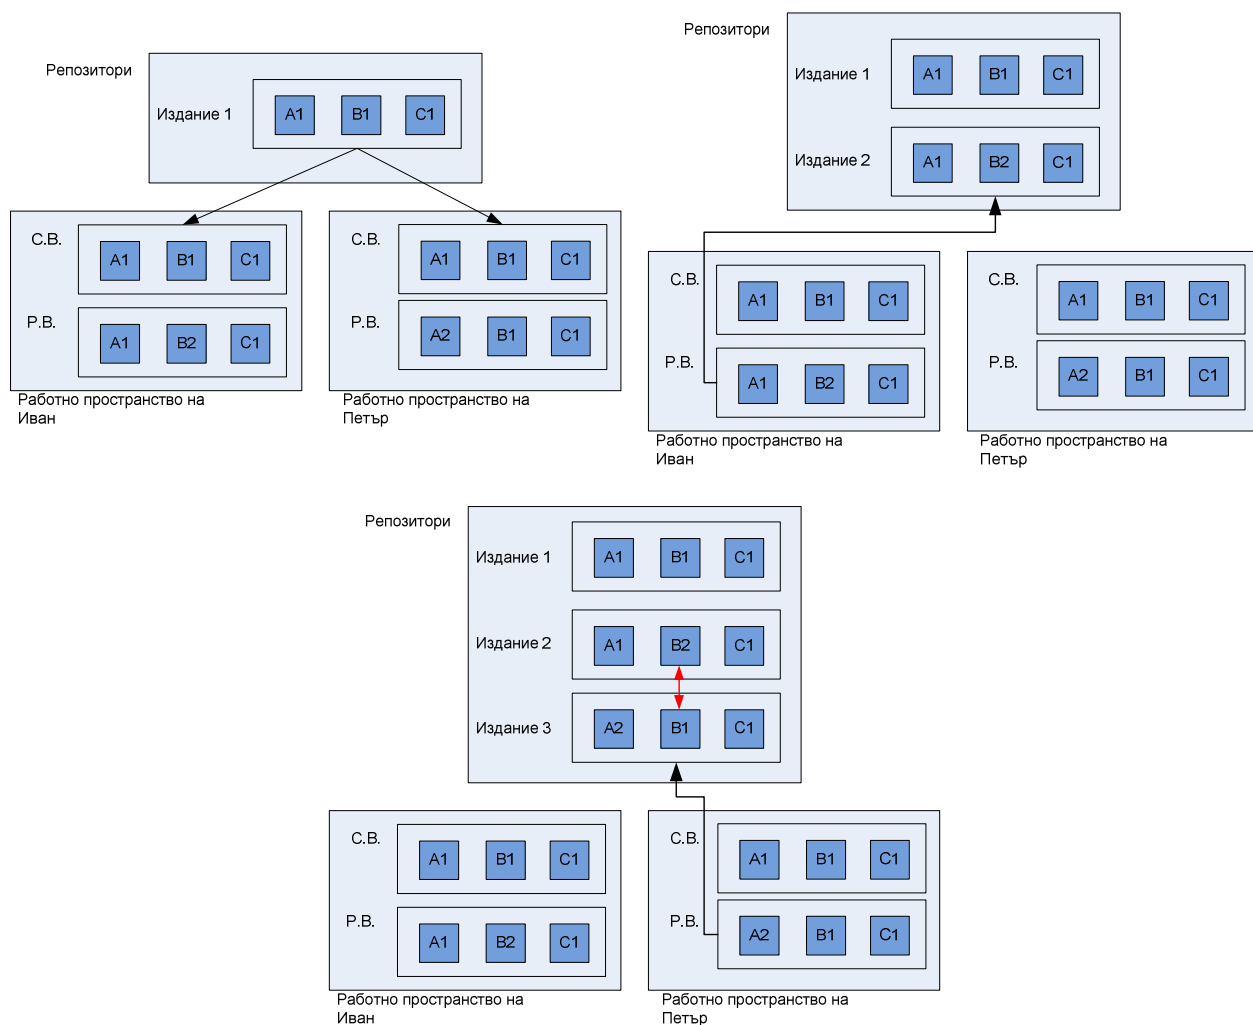 Репозитори
Издание 1
A1 B1 C1
С.В.
A1 B1 C1
Р.В.
A1 B2 C1
Работно пространство на
Иван
С.В.
A1 B1 C1
Р.В.
A2 B1 C1
Работно пространство на
Петър
Репозитори
Издание 1
A1 B1 C1
Издание 2
A1 B2 C1
С.В.
A1 B1 C1
Р.В.
A1 B2 C1
Работно пространство на
Иван
С.В.
A1 B1 C1
Р.В.
A2 B1 C1
Работно пространство на
Петър
Репозитори
Издание 1
A1 B1 C1
Издание 2
A1 B2 C1
Издание 3
A2 B1 C1
С.В.
A1 B1 C1
Р.В.
A1 B2 C1
Работно пространство на
Иван
С.В.
A1 B1 C1
Р.В.
A2 B1 C1
Работно пространство на
Петър